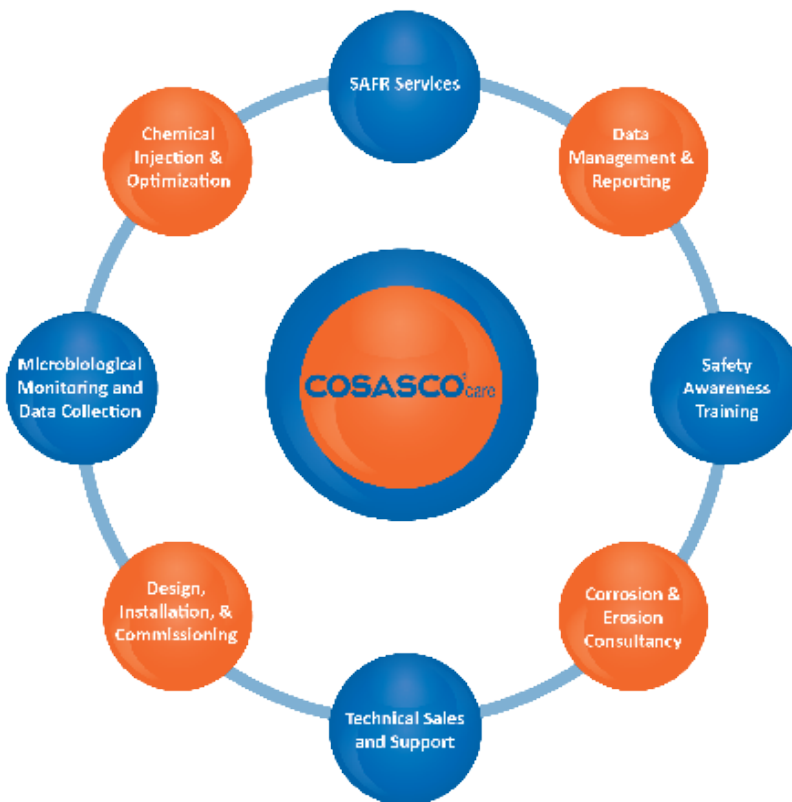 SAFR Services
Data
Management &
Reporting
Safety
Awareness
Training
Corrosion &
Erosion
Consultancy
Technical Sales
and Support
Design,
Installation, &
Commissioning
Microbiological
Monitoring and
Data Collection
Chemical
Injection &
Optimization
COSASCO® care